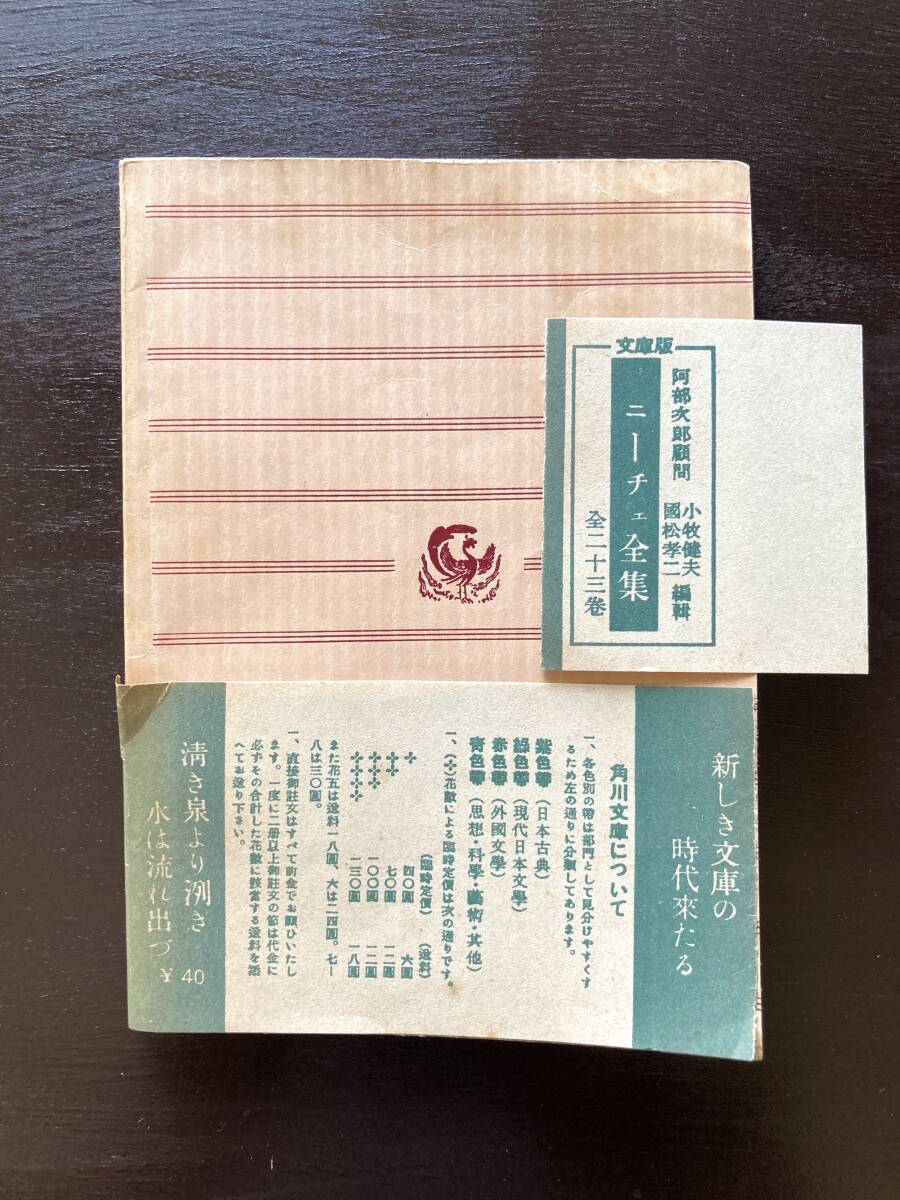 文庫版
阿部次郎顧問
小牧健夫
國松孝二
編輯
ニーチェ全集
全二十三巻
新しき文庫の
時代來たる
角川文庫について
一、各色別の帶は部門として見分けやすくす
るため左の通りに分類してあります。
紫色帶（日本古典）
綠色帶（現代日本文學）
赤色帶（外國文學）
靑色帶（思想・科學・藝術・其他）
一、(✣)花數による臨時定價は次の通りです。
（臨時定價）（送料）
✣ 四〇圓 六圓
✣✣ 七〇圓 一二圓
✣✣✣ 一〇〇圓 一二圓
✣✣✣✣ 一三〇圓 一八圓
また花五は送料一八圓、六は二四圓。七—
八は三〇圓。
一、直接御註文はすべて前金でお願ひいたし
ます。一度に二册以上御註文の節は代金に
必ずその合計した花數に該當する送料を添
へてお送り下さい。
淸き泉より洌き
水は流れ出づ
¥ 40